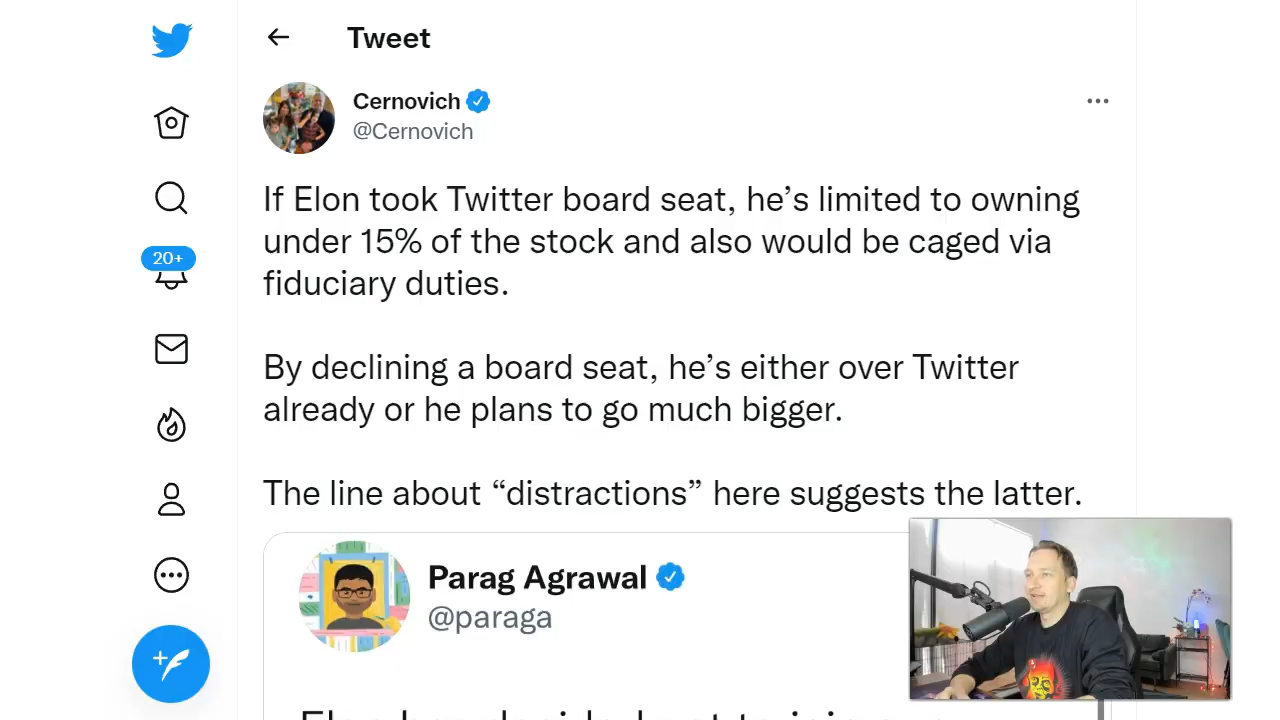 Tweet
Cernovich
@Cernovich
If Elon took Twitter board seat, he’s limited to owning
under 15% of the stock and also would be caged via
20+
fiduciary duties.
By declining a board seat, he’s either over Twitter
already or he plans to go much bigger.
The line about “distractions” here suggests the latter.
Parag Agrawal
@paraga